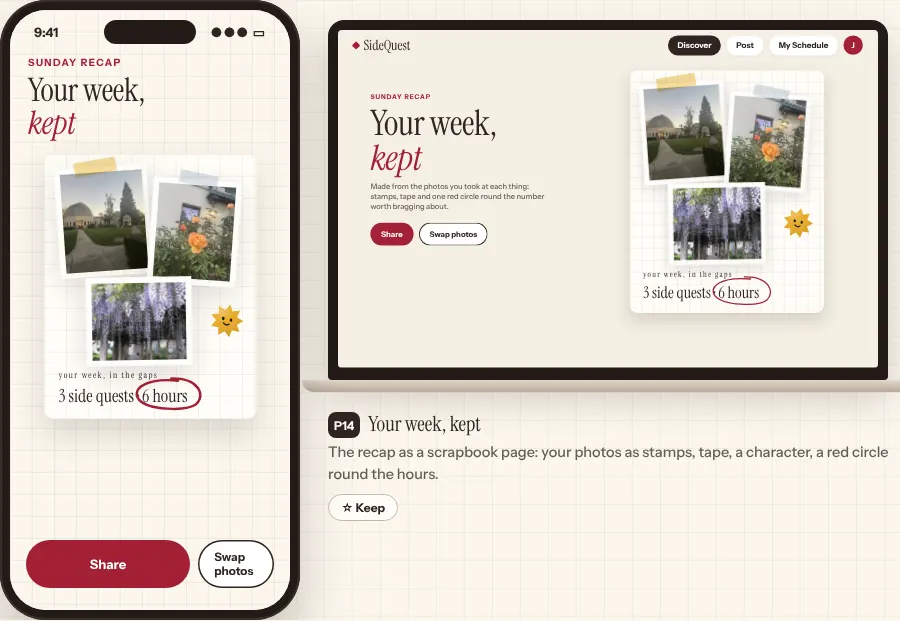 9:41
SUNDAY RECAP
Your week,
kept
your week, in the gaps
3 side quests · 6 hours
Share
Swap
photos
SideQuest
Discover
Post
My Schedule
J
SUNDAY RECAP
Your week,
kept
Made from the photos you took at each thing:
stamps, tape and one red circle round the number
worth bragging about.
Share
Swap photos
your week, in the gaps
3 side quests · 6 hours
P14
Your week, kept
The recap as a scrapbook page: your photos as stamps, tape, a character, a red circle
round the hours.
☆ Keep